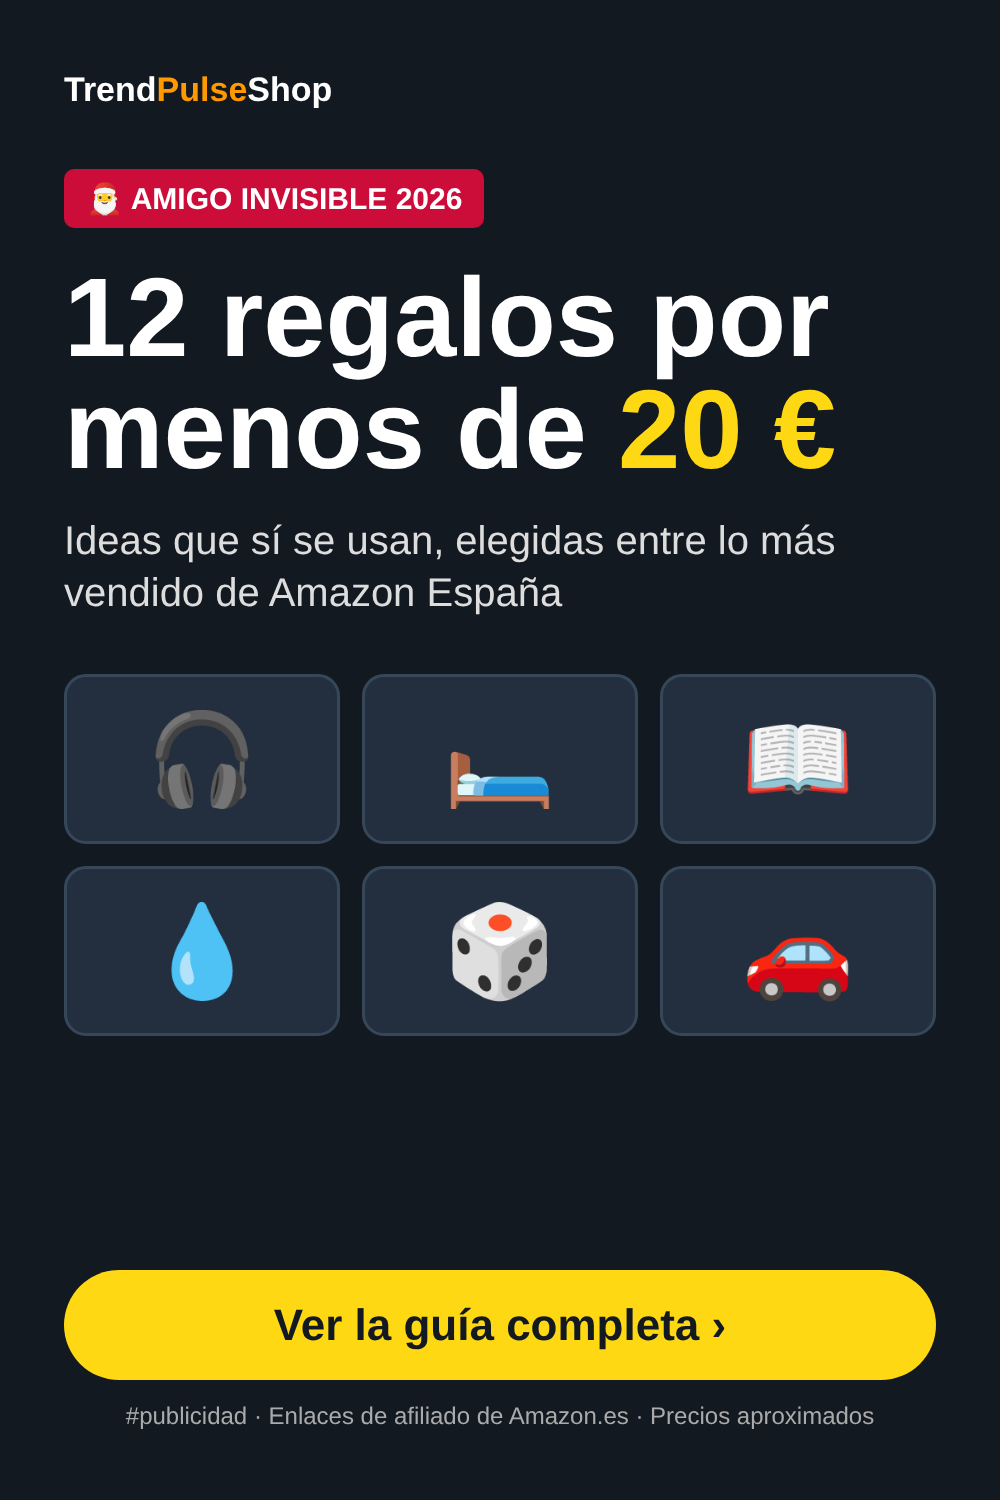 TrendPulseShop
AMIGO INVISIBLE 2026
12 regalos por
menos de 20 €
Ideas que sí se usan, elegidas entre lo más
vendido de Amazon España
Ver la guía completa ›
#publicidad · Enlaces de afiliado de Amazon.es · Precios aproximados